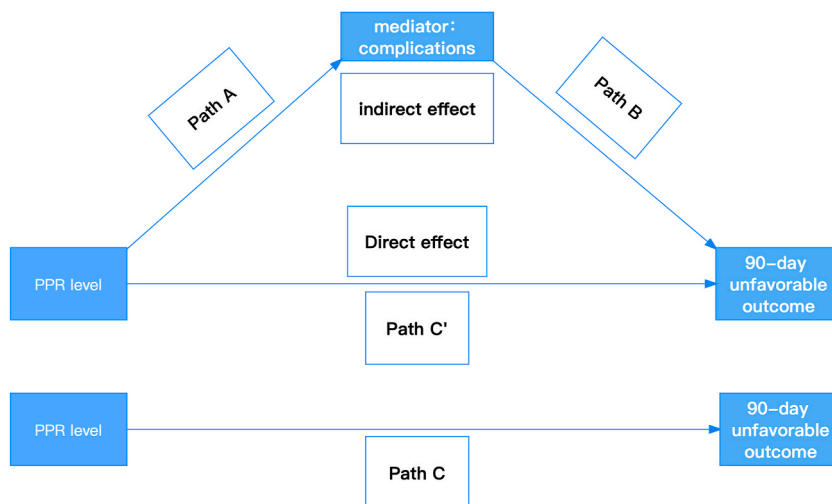 mediator:
complications
Path A
indirect effect
Path B
Direct effect
PPR level
90-day
unfavorable
outcome
Path C'
PPR level
90-day
unfavorable
outcome
Path C